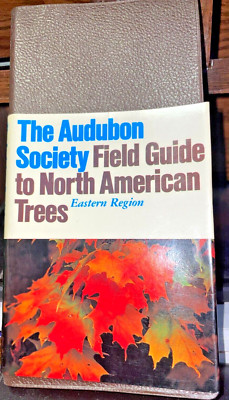 The Audubon
Society Field Guide
to North American
Trees Eastern Region